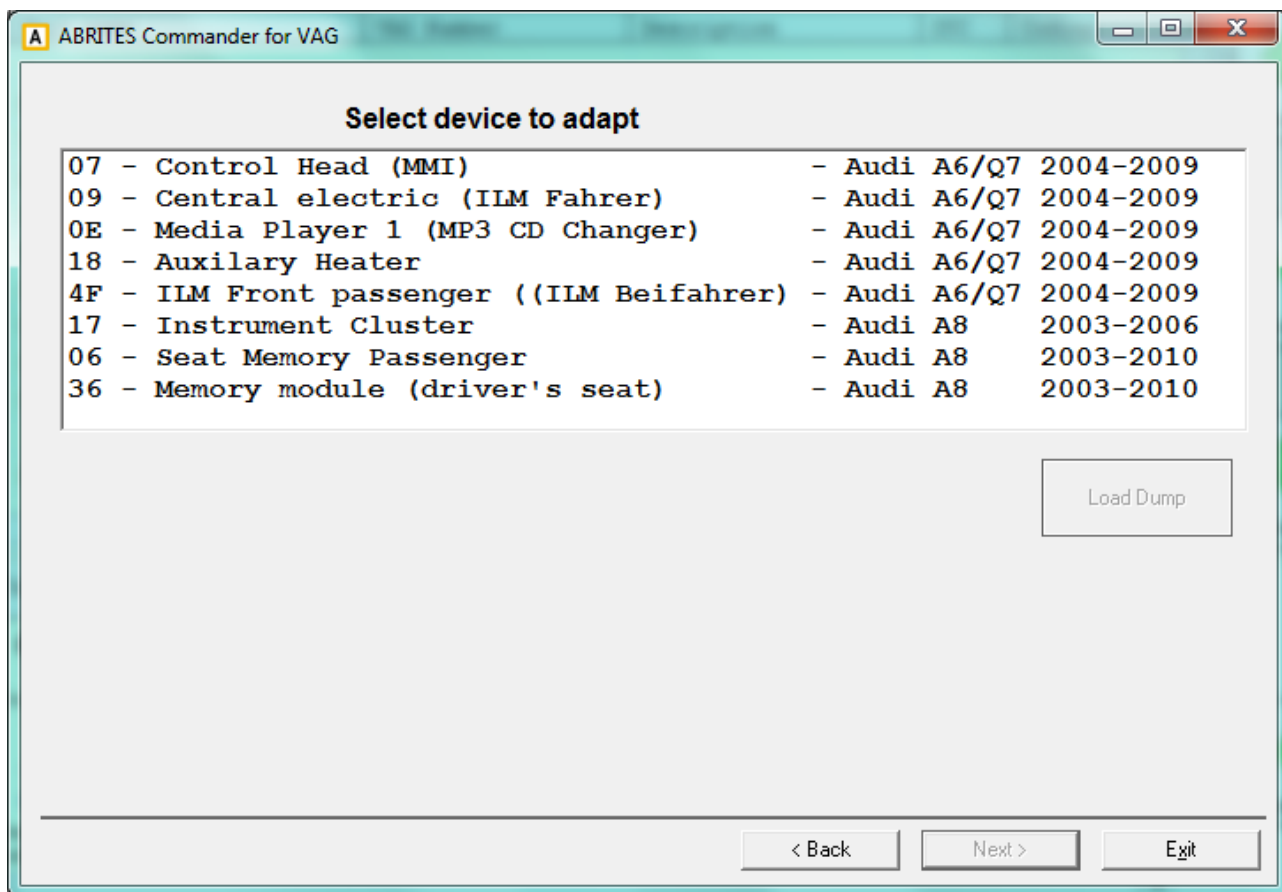 A ABRITES Commander for VAG
Select device to adapt
07 - Control Head (MMI) - Audi A6/Q7 2004-2009
09 - Central electric (ILM Fahrer) - Audi A6/Q7 2004-2009
0E - Media Player 1 (MP3 CD Changer) - Audi A6/Q7 2004-2009
18 - Auxilary Heater - Audi A6/Q7 2004-2009
4F - ILM Front passenger ((ILM Beifahrer) - Audi A6/Q7 2004-2009
17 - Instrument Cluster - Audi A8 2003-2006
06 - Seat Memory Passenger - Audi A8 2003-2010
36 - Memory module (driver's seat) - Audi A8 2003-2010
Load Dump
< Back Next > Exit